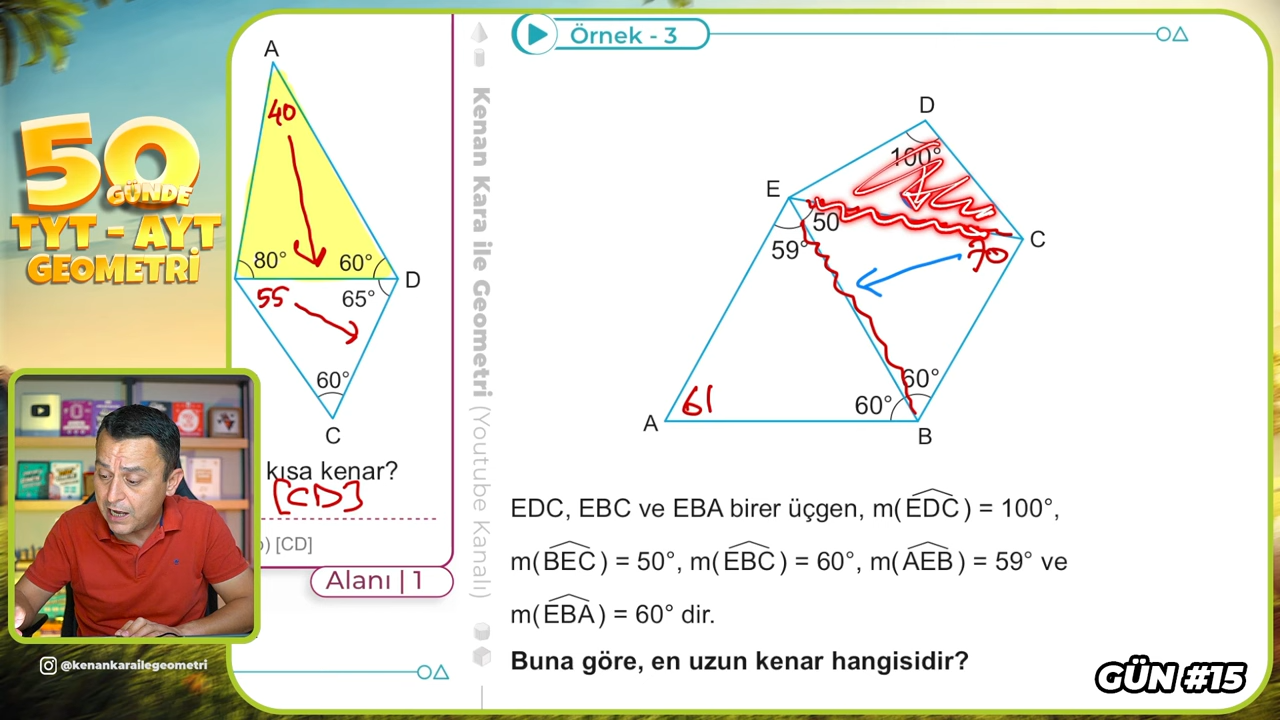 50
GÜNDE
TYT - AYT
GEOMETRİ
A
40
80°
60°
D
55
65°
60°
C
kısa kenar?
[CD]
) [CD]
Alanı | 1
@kenankarailegeometri
Kenan Kara ile Geometri (Youtube Kanalı)
Örnek - 3
D
100°
E
50
59°
C
70
60°
61
60°
A
B
EDC, EBC ve EBA birer üçgen, m(EDC) = 100°,
m(BEC) = 50°, m(EBC) = 60°, m(AEB) = 59° ve
m(EBA) = 60° dir.
Buna göre, en uzun kenar hangisidir?
GÜN #15